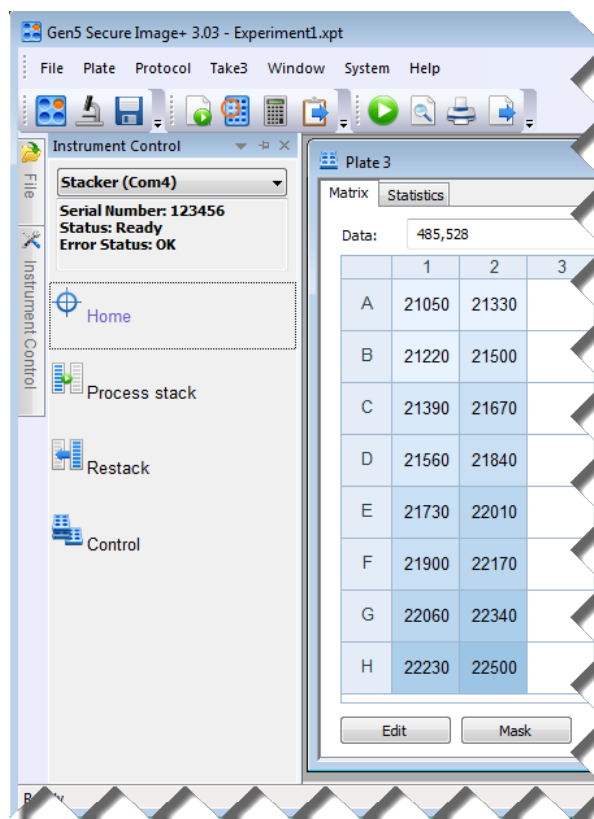 Gen5 Secure Image+ 3.03 - Experiment1.xpt
File Plate Protocol Take3 Window System Help
Instrument Control
File
Instrument Control
Stacker (Com4)
Serial Number: 123456
Status: Ready
Error Status: OK
Home
Process stack
Restack
Control
Plate 3
Matrix Statistics
Data: 485,528
1 2 3
A 21050 21330
B 21220 21500
C 21390 21670
D 21560 21840
E 21730 22010
F 21900 22170
G 22060 22340
H 22230 22500
Edit Mask